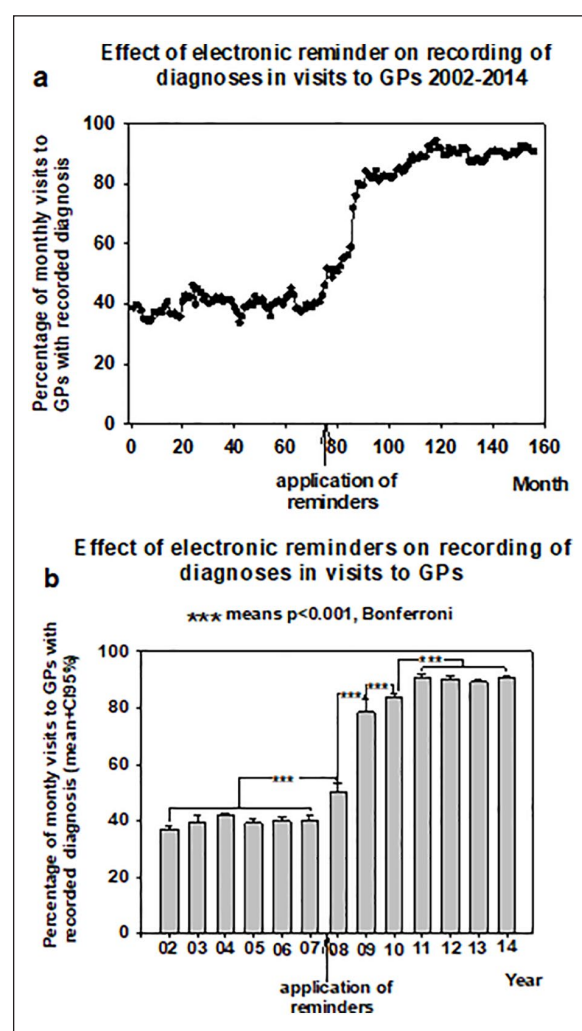 Effect of electronic reminder on recording of
diagnoses in visits to GPs 2002-2014
a
Percentage of monthly visits to
GPs with recorded diagnosis
100
80
60
40
20
0
0 20 40 60 80 100 120 140 160
application of
reminders
Month
Effect of electronic reminders on recording of
diagnoses in visits to GPs
b
*** means p<0.001, Bonferroni
Percentage of montly visits to GPs with
recorded diagnosis (mean+CI95%)
100
80
60
40
20
0
***
***
***
***
02 03 04 05 06 07 08 09 10 11 12 13 14
application of
reminders
Year